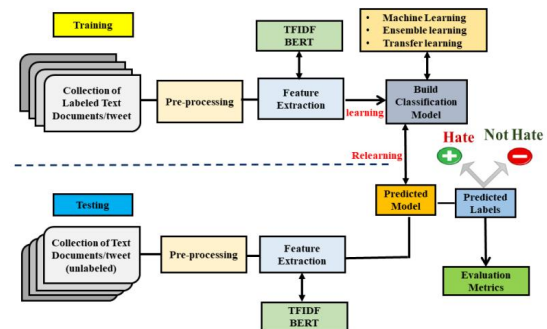 Training
TFIDF
BERT
• Machine Learning
• Ensemble learning
• Transfer learning
Collection of
Labeled Text
Documents/tweet
Pre-processing
Feature
Extraction
learning
Build
Classification
Model
Hate
Not Hate
Relearning
Testing
Predicted
Model
Predicted
Labels
Collection of Text
Documents/tweet
(unlabeled)
Pre-processing
Feature
Extraction
Evaluation
Metrics
TFIDF
BERT